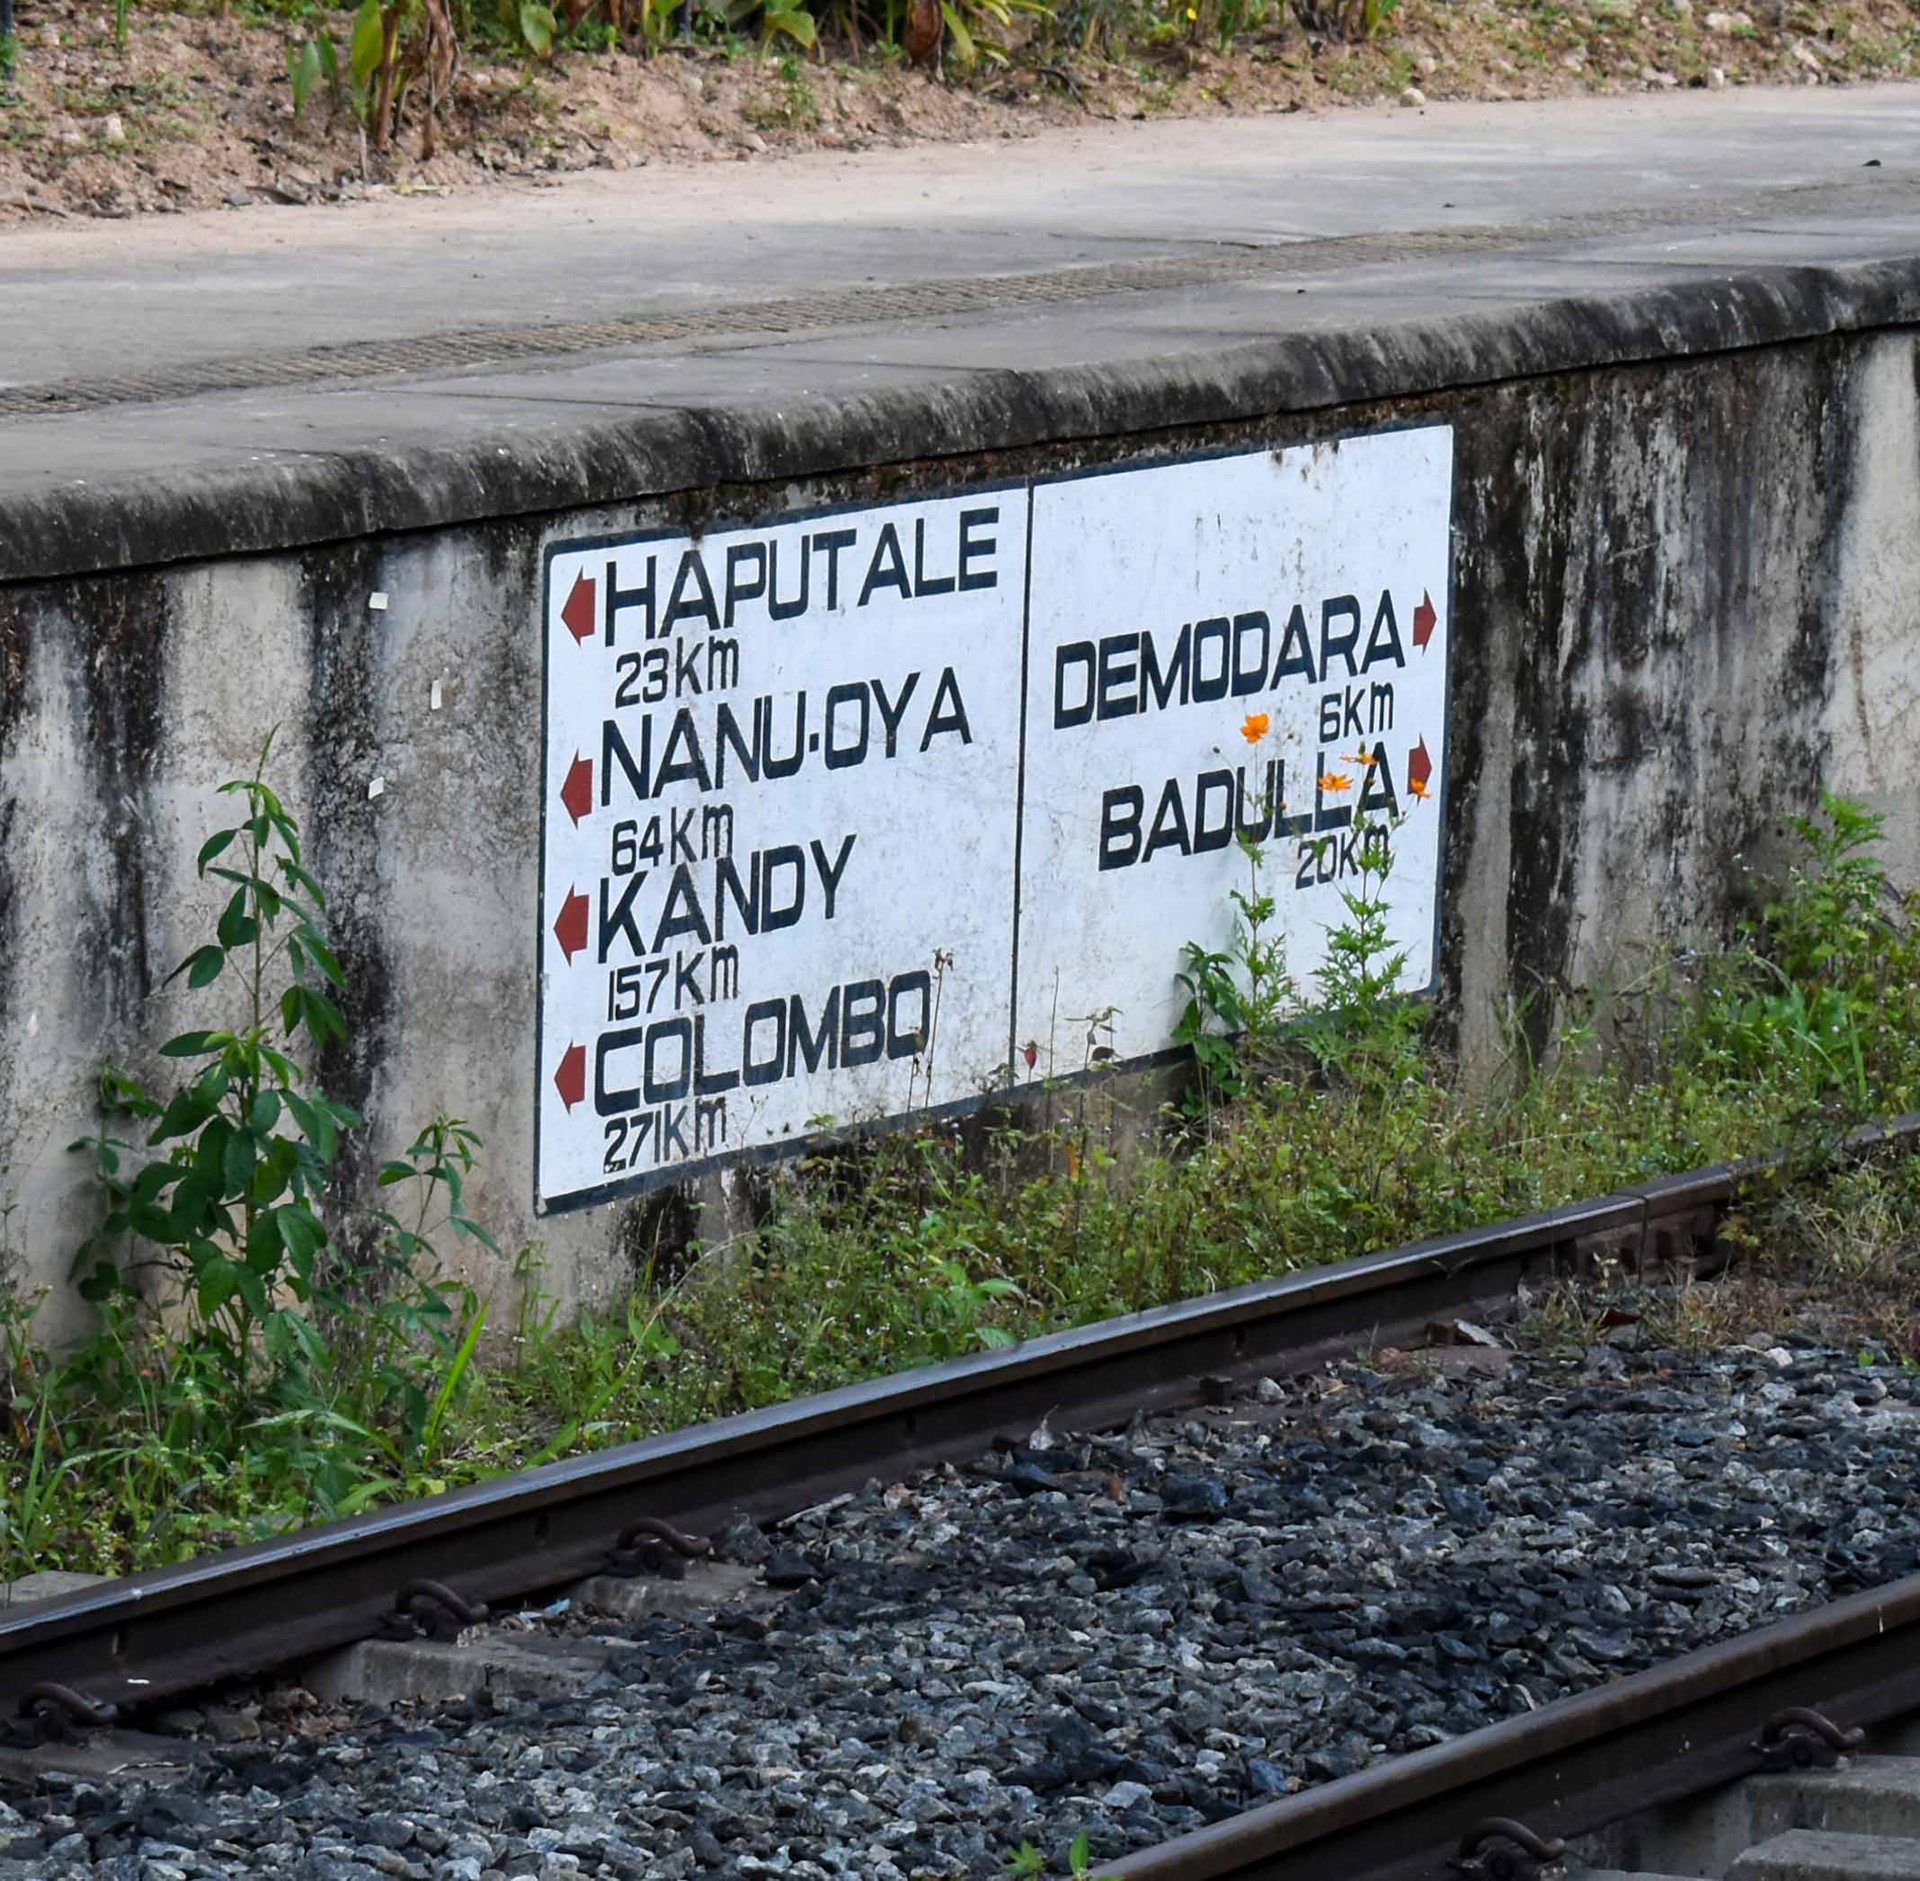 HAPUTALE
23Km
NANU-OYA
64Km
KANDY
157Km
COLOMBO
271Km
DEMODARA
6Km
BADULLA
20Km